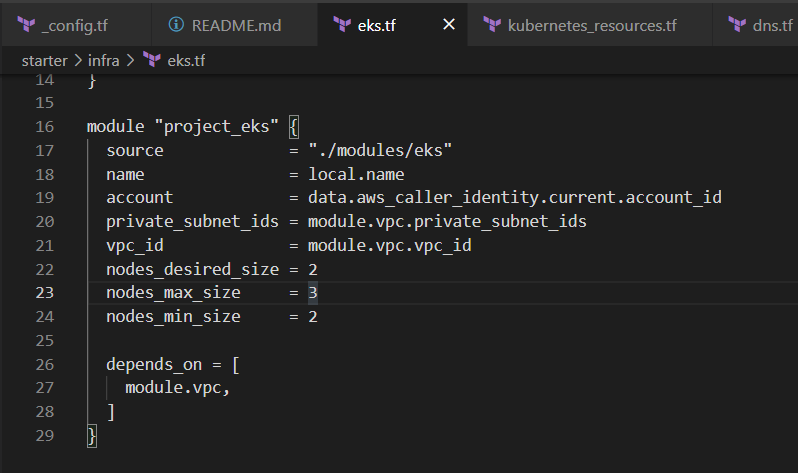 _config.tf README.md eks.tf × kubernetes_resources.tf dns.tf
starter > infra > eks.tf
14 }
15
16 module "project_eks" {
17   source             = "./modules/eks"
18   name               = local.name
19   account            = data.aws_caller_identity.current.account_id
20   private_subnet_ids = module.vpc.private_subnet_ids
21   vpc_id             = module.vpc.vpc_id
22   nodes_desired_size = 2
23   nodes_max_size     = 3
24   nodes_min_size     = 2
25
26   depends_on = [
27     module.vpc,
28   ]
29 }